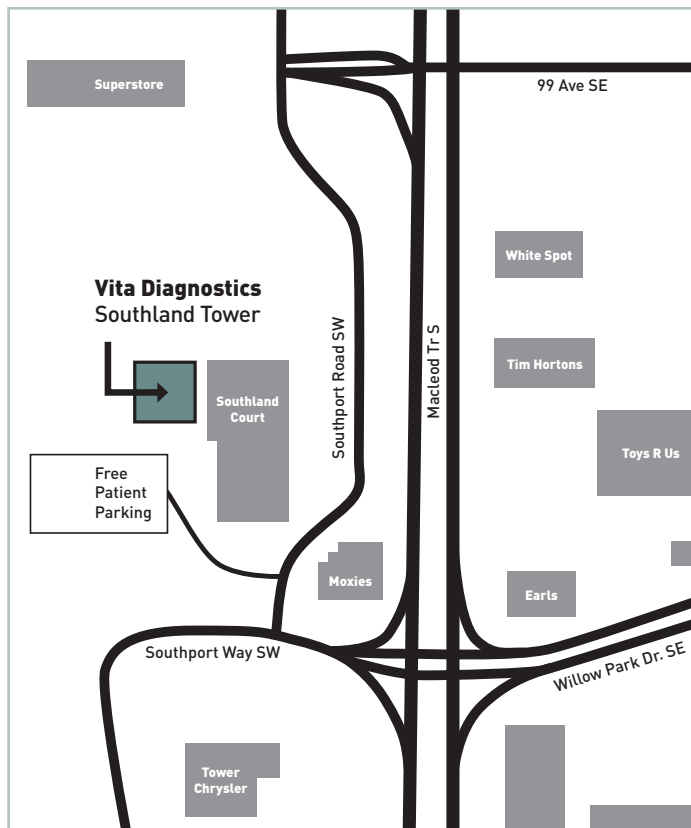 Superstore
99 Ave SE
White Spot
Vita Diagnostics
Southland Tower
Southport Road SW
Macleod Tr S
Tim Hortons
Southland
Court
Toys R Us
Free
Patient
Parking
Moxies
Earls
Southport Way SW
Willow Park Dr. SE
Tower
Chrysler